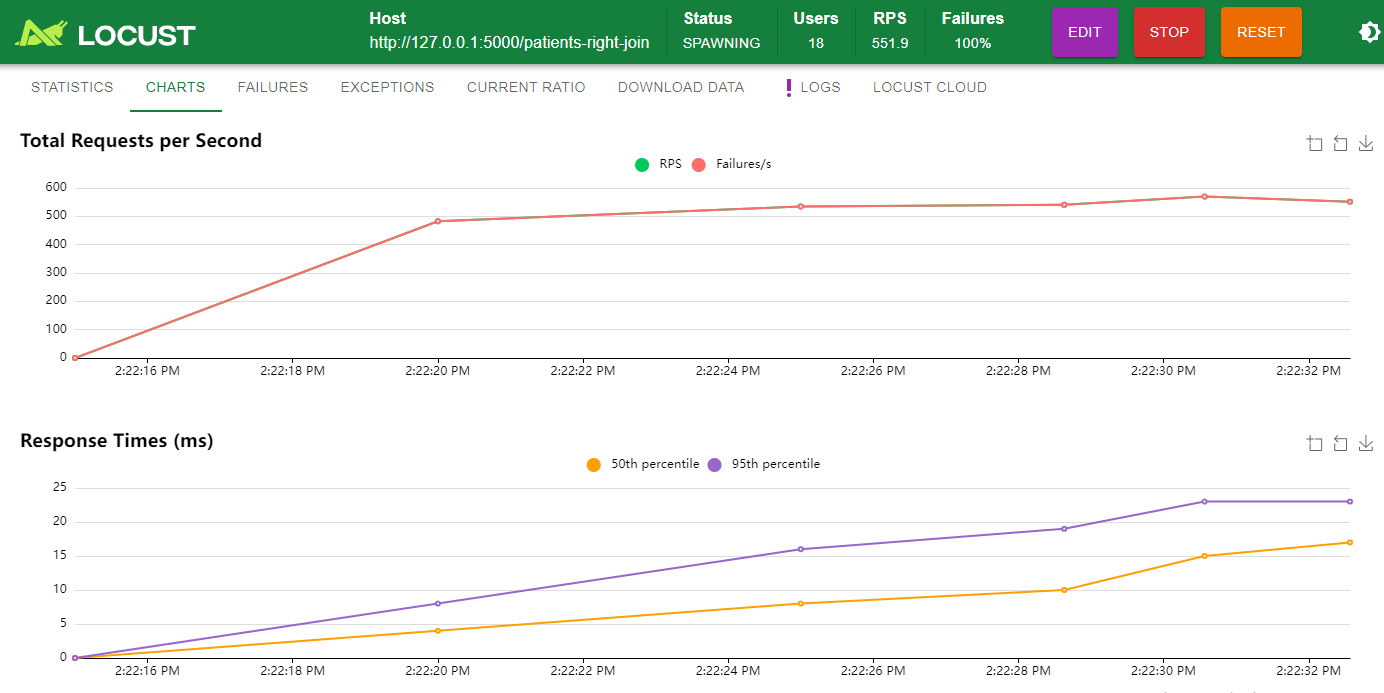 LOCUST
Host
http://127.0.0.1:5000/patients-right-join
Status
SPAWNING
Users
18
RPS
551.9
Failures
100%
EDIT
STOP
RESET
STATISTICS CHARTS FAILURES EXCEPTIONS CURRENT RATIO DOWNLOAD DATA LOGS LOCUST CLOUD
Total Requests per Second
RPS Failures/s
600
500
400
300
200
100
0
2:22:16 PM 2:22:18 PM 2:22:20 PM 2:22:22 PM 2:22:24 PM 2:22:26 PM 2:22:28 PM 2:22:30 PM 2:22:32 PM
Response Times (ms)
50th percentile 95th percentile
25
20
15
10
5
0
2:22:16 PM 2:22:18 PM 2:22:20 PM 2:22:22 PM 2:22:24 PM 2:22:26 PM 2:22:28 PM 2:22:30 PM 2:22:32 PM